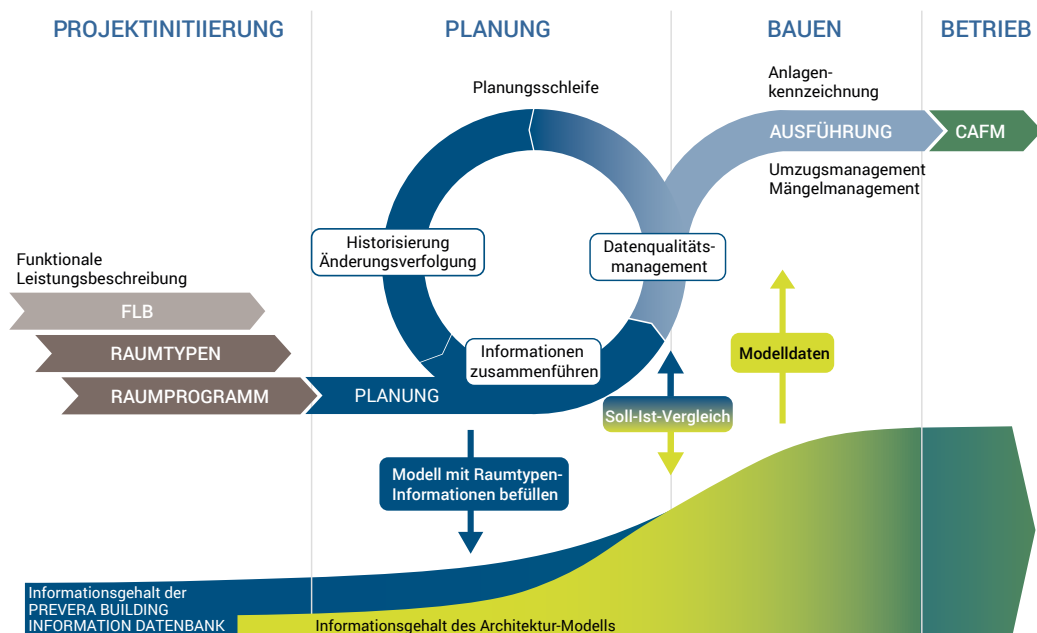 PROJEKTINITIIERUNG
PLANUNG
BAUEN
BETRIEB
Planungsschleife
Anlagen-
kennzeichnung
AUSFÜHRUNG
CAFM
Umzugsmanagement
Mängelmanagement
Historisierung
Änderungsverfolgung
Datenqualitäts-
management
Funktionale
Leistungsbeschreibung
FLB
RAUMTYPEN
RAUMPROGRAMM
PLANUNG
Informationen
zusammenführen
Modelldaten
Soll-Ist-Vergleich
Modell mit Raumtypen-
Informationen befüllen
Informationsgehalt der
PREVERA BUILDING
INFORMATION DATENBANK
Informationsgehalt des Architektur-Modells